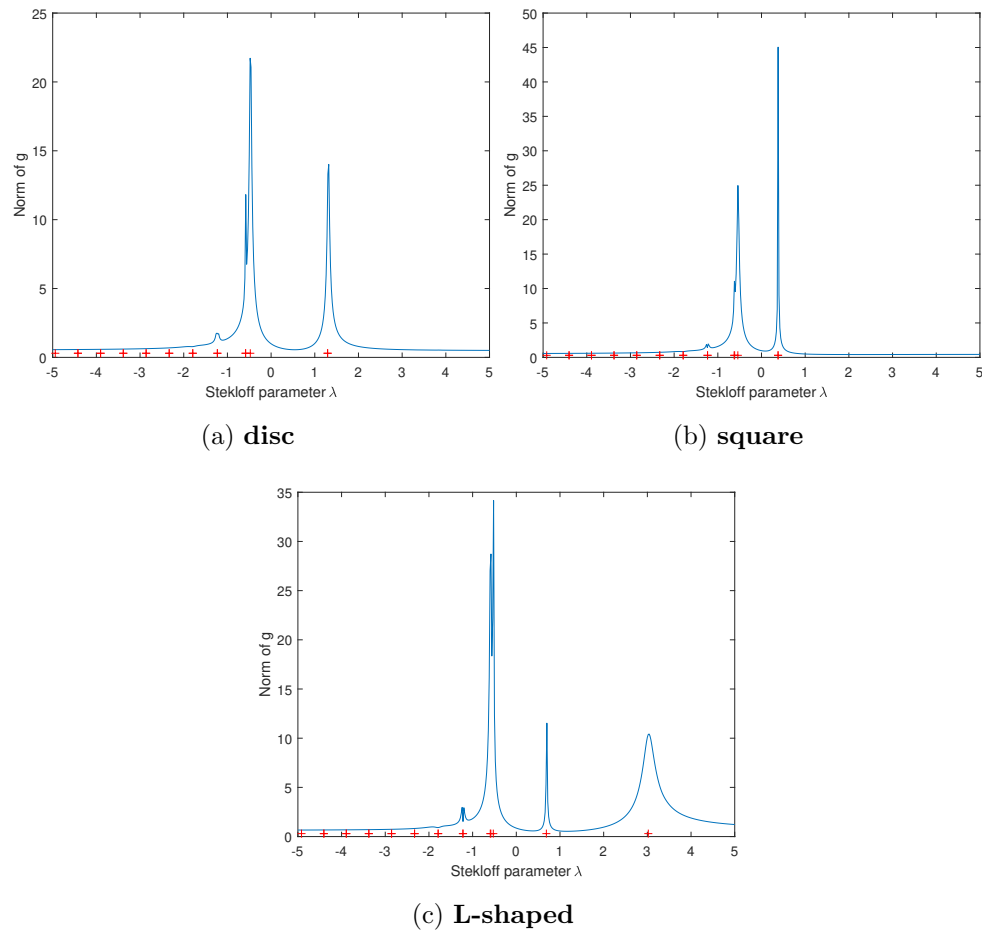 25
20
15
10
5
0
Norm of g
-5 -4 -3 -2 -1 0 1 2 3 4 5
Stekloff parameter λ
(a) disc
50
45
40
35
30
25
20
15
10
5
0
Norm of g
-5 -4 -3 -2 -1 0 1 2 3 4 5
Stekloff parameter λ
(b) square
35
30
25
20
15
10
5
0
Norm of g
-5 -4 -3 -2 -1 0 1 2 3 4 5
Stekloff parameter λ
(c) L-shaped